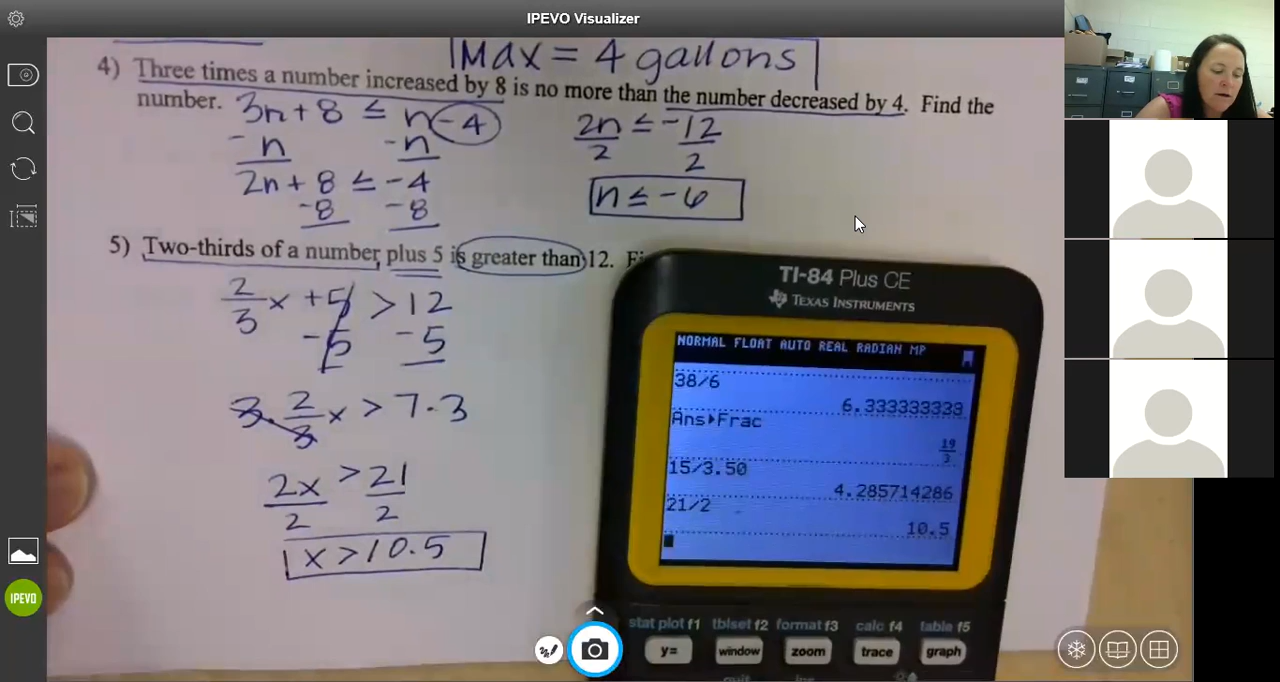 IPEVO Visualizer
Max = 4 gallons
4) Three times a number increased by 8 is no more than the number decreased by 4. Find the
number. 3n + 8 ≤ n - 4
- n - n
2n + 8 ≤ - 4
- 8 - 8
2n ≤ - 12
2 2
n ≤ - 6
5) Two-thirds of a number plus 5 is greater than 12. Fi
2/3 x + 5 > 12
- 5 - 5
3 · 2/3 x > 7 · 3
2x > 21
2 2
x > 10.5
TI-84 Plus CE
TEXAS INSTRUMENTS
NORMAL FLOAT AUTO REAL RADIAN MP
38/6
6.333333333
Ans▸Frac
19/3
15/3.50
4.285714286
21/2
10.5
stat plot f1 tblset f2 format f3 calc f4 table f5
y= window zoom trace graph
IPEVO